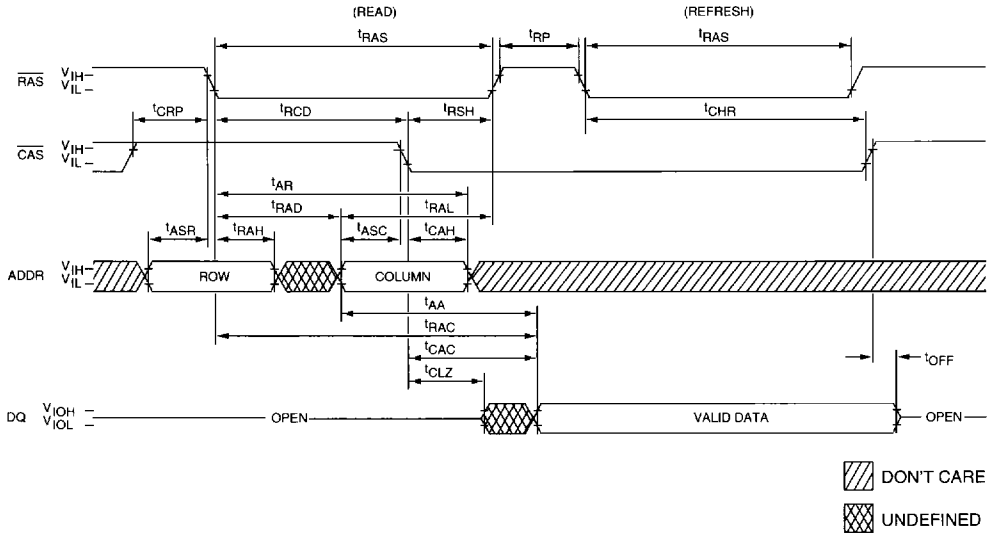 (READ) (REFRESH)
tRAS tRP tRAS
RAS VIH
VIL
tCRP tRCD tRSH tCHR
CAS VIH
VIL
tAR
tRAD tRAL
tASR tRAH tASC tCAH
ADDR VIH
VIL
ROW COLUMN
tAA
tRAC
tCAC
tCLZ tOFF
DQ VIOH
VIOL
OPEN VALID DATA OPEN
DON'T CARE
UNDEFINED